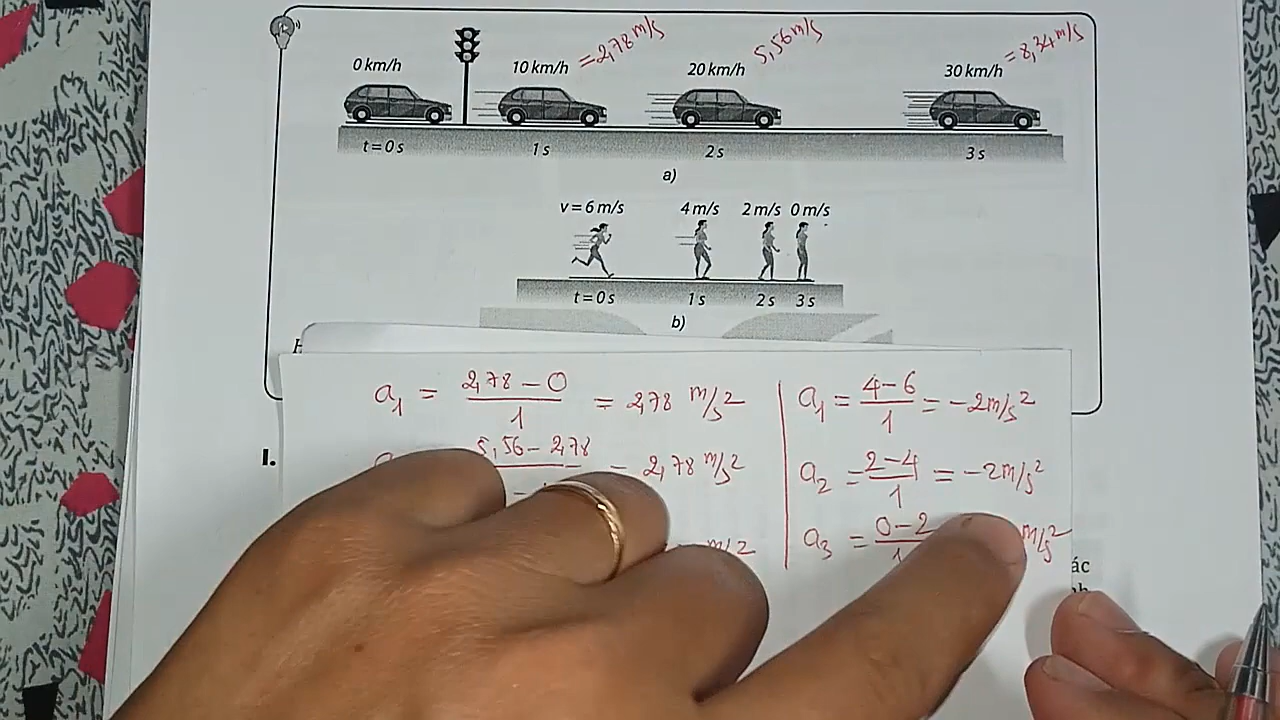 = 2,78 m/s 5,56 m/s = 8,34 m/s
0 km/h 10 km/h 20 km/h 30 km/h
t = 0 s 1 s 2 s 3 s
a)
v = 6 m/s 4 m/s 2 m/s 0 m/s
t = 0 s 1 s 2 s 3 s
b)
a₁ = (2,78 - 0)/1 = 2,78 m/s²
5,56 - 2,78 = 2,78 m/s²
a₁ = (4 - 6)/1 = -2 m/s²
a₂ = (2 - 4)/1 = -2 m/s²
a₃ = (0 - 2)/1 m/s²
I.
ác